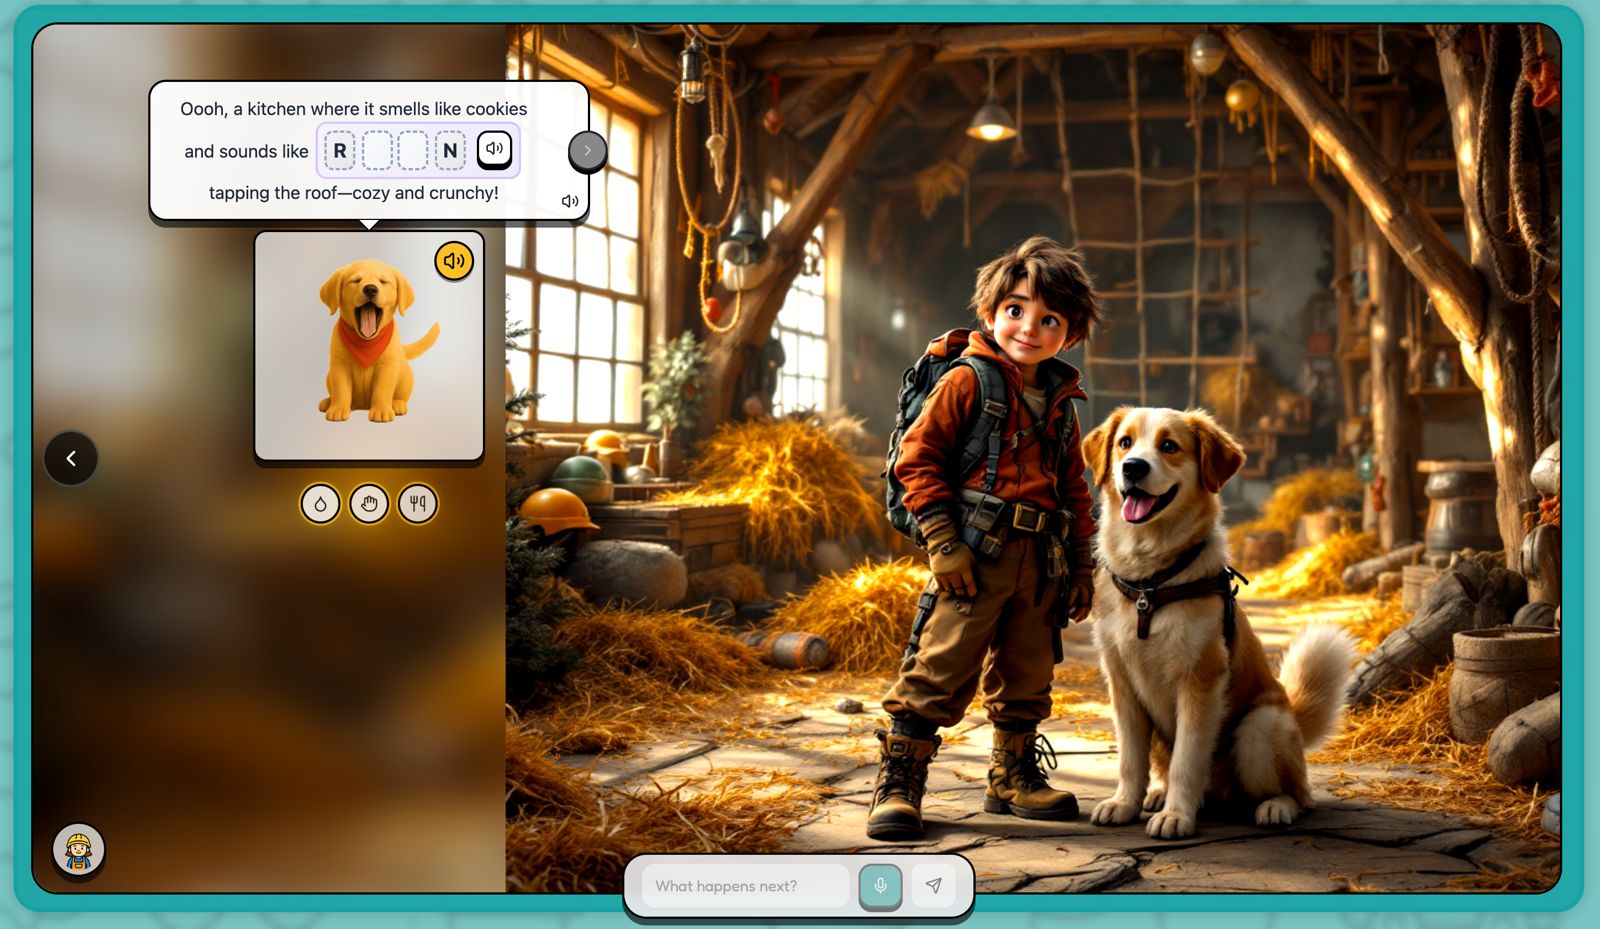 Oooh, a kitchen where it smells like cookies
and sounds like R N
tapping the roof—cozy and crunchy!
What happens next?